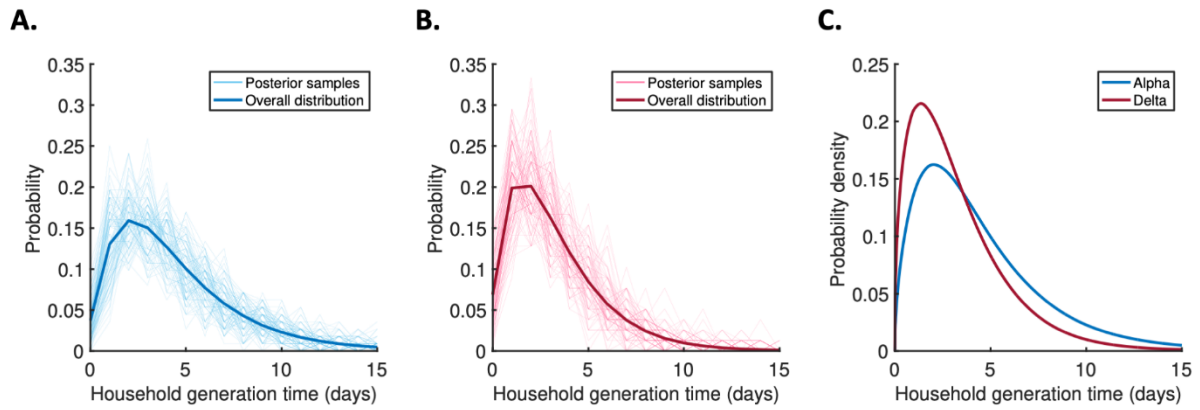 A.
0.35
0.3
0.25
0.2
0.15
0.1
0.05
0
Probability
Posterior samples
Overall distribution
0 5 10 15
Household generation time (days)
B.
0.35
0.3
0.25
0.2
0.15
0.1
0.05
0
Probability
Posterior samples
Overall distribution
0 5 10 15
Household generation time (days)
C.
0.25
0.2
0.15
0.1
0.05
0
Probability density
Alpha
Delta
0 5 10 15
Household generation time (days)